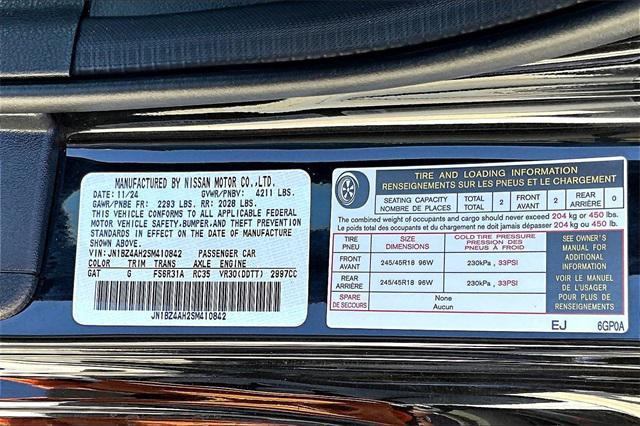 MANUFACTURED BY NISSAN MOTOR CO.,LTD.
DATE: 11/24 GVWR/PNBV: 4211 LBS.
GAWR/PNBE FR: 2293 LBS. RR: 2028 LBS.
THIS VEHICLE CONFORMS TO ALL APPLICABLE FEDERAL
MOTOR VEHICLE SAFETY,BUMPER,AND THEFT PREVENTION
STANDARDS IN EFFECT ON THE DATE OF MANUFACTURE
SHOWN ABOVE.
VIN: JN1BZ4AH2SM410842 PASSENGER CAR
COLOR TRIM TRANS AXLE ENGINE
GAT G FS6R31A RC35 VR30(DDTT) 2997CC
JN1BZ4AH2SM410842
TIRE AND LOADING INFORMATION
RENSEIGNEMENTS SUR LES PNEUS ET LE CHARGEMENT
SEATING CAPACITY TOTAL 2 FRONT 2 REAR 0
NOMBRE DE PLACES TOTAL AVANT ARRIÈRE
The combined weight of occupants and cargo should never exceed 204 kg or 450 lbs.
Le poids total des occupants et du chargement ne doit jamais dépasser 204 kg ou 450 lb.
TIRE SIZE COLD TIRE PRESSURE
PNEU DIMENSIONS PRESSION DES PNEUS À FROID
FRONT AVANT 245/45R18 96W 230kPa , 33PSI
REAR ARRIÈRE 245/45R18 96W 230kPa , 33PSI
SPARE None
DE SECOURS Aucun
SEE OWNER'S
MANUAL FOR
ADDITIONAL
INFORMATION
VOIR LE MANUEL
DE L'USAGER
POUR PLUS DE
RENSEIGNEMENTS
EJ 6GP0A